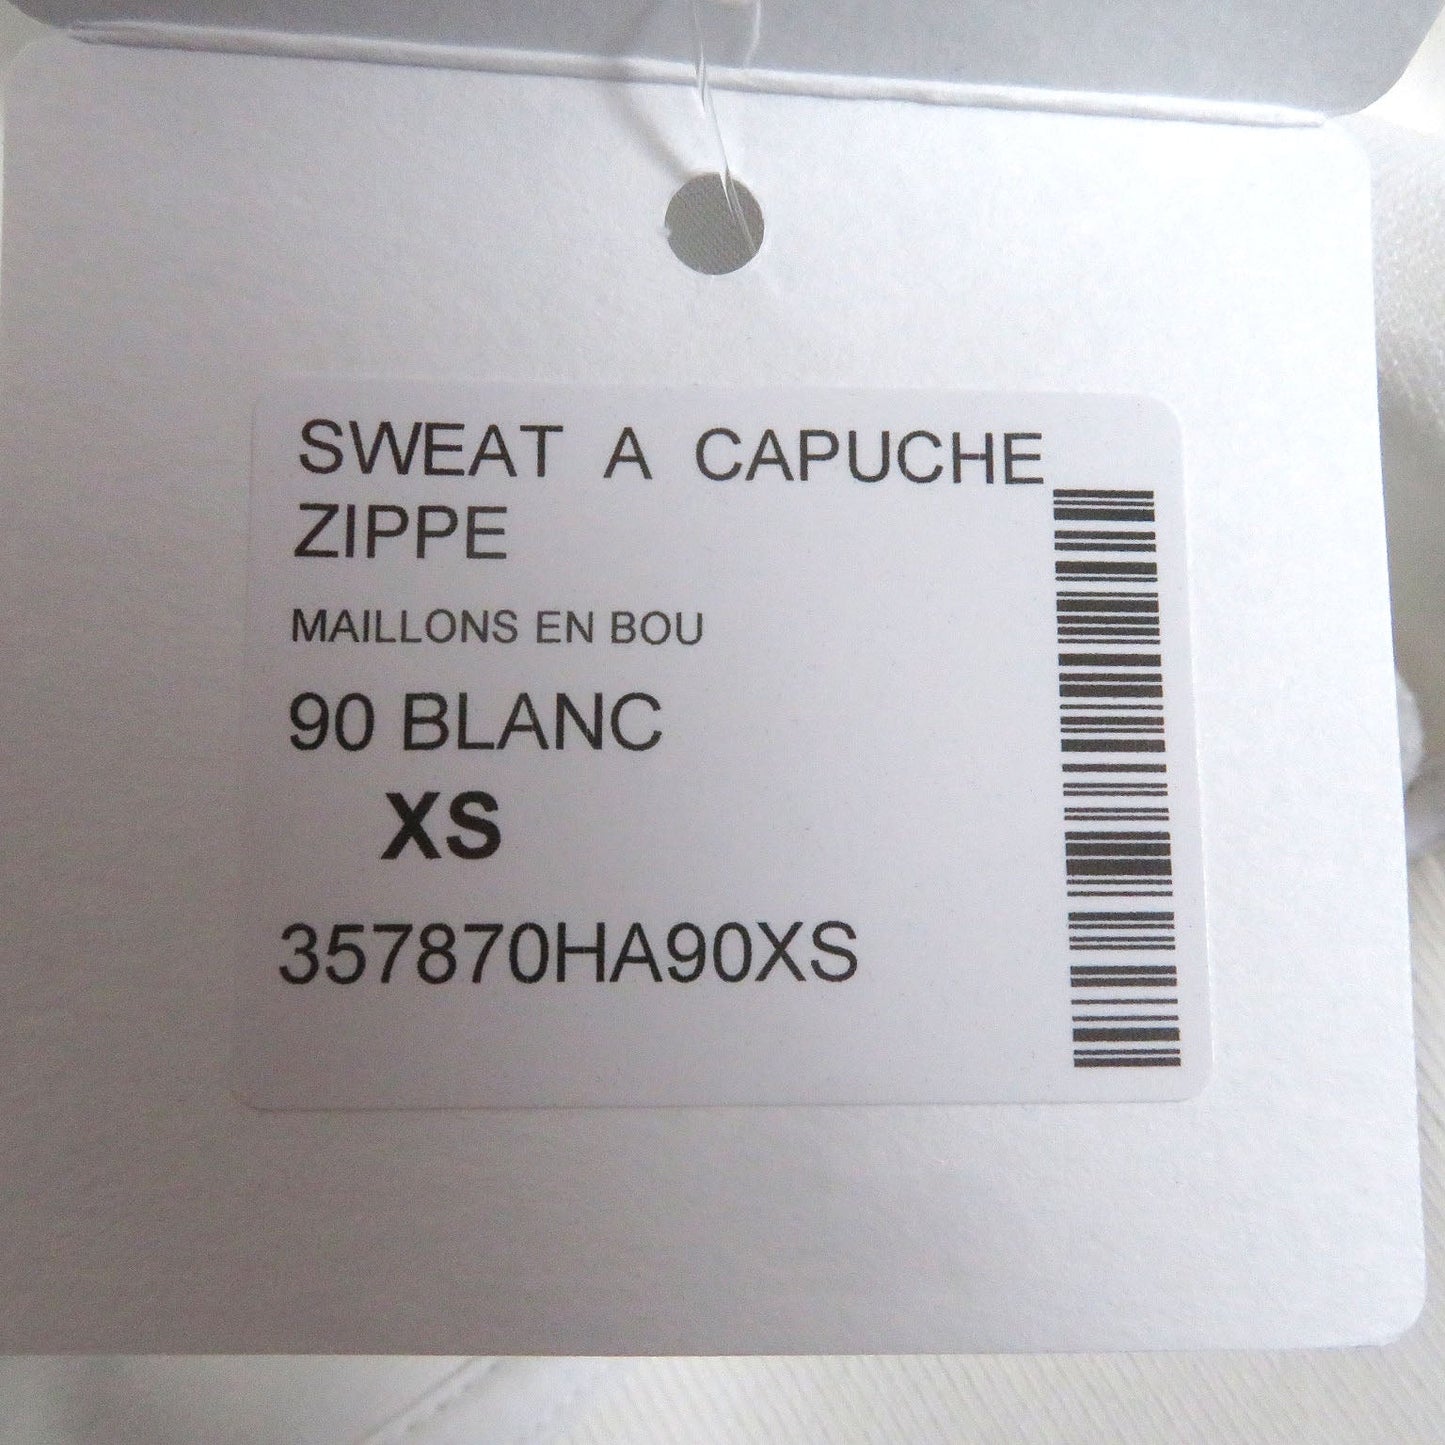 SWEAT A CAPUCHE
ZIPPE
MAILLONS EN BOU
90 BLANC
XS
357870HA90XS